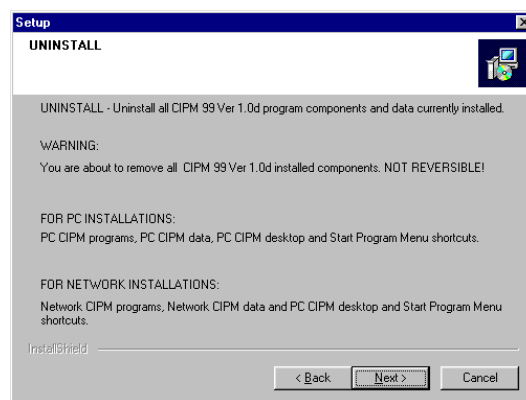 Setup
UNINSTALL
UNINSTALL - Uninstall all CIPM 99 Ver 1.0d program components and data currently installed.
WARNING:
You are about to remove all CIPM 99 Ver 1.0d installed components. NOT REVERSIBLE!
FOR PC INSTALLATIONS:
PC CIPM programs, PC CIPM data, PC CIPM desktop and Start Program Menu shortcuts.
FOR NETWORK INSTALLATIONS:
Network CIPM programs, Network CIPM data and PC CIPM desktop and Start Program Menu
shortcuts.
InstallShield
< Back Next > Cancel